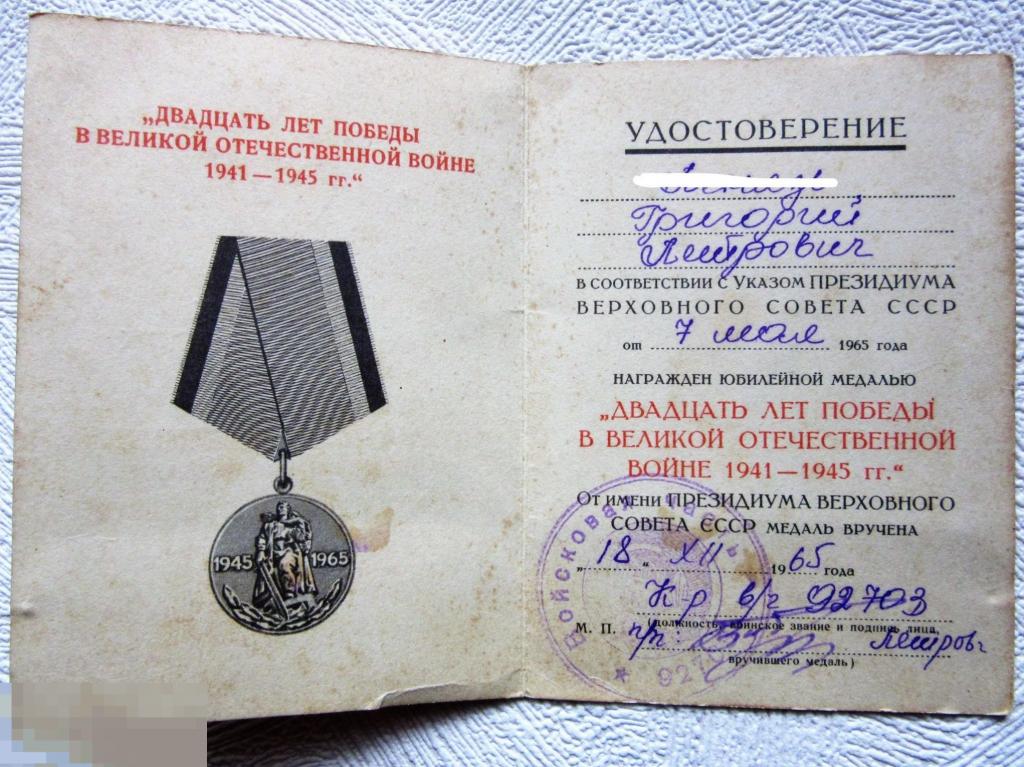 „ДВАДЦАТЬ ЛЕТ ПОБЕДЫ
В ВЕЛИКОЙ ОТЕЧЕСТВЕННОЙ ВОЙНЕ
1941 — 1945 гг.“
1945 1965
УДОСТОВЕРЕНИЕ
Григорий
Петрович
В СООТВЕТСТВИИ С УКАЗОМ ПРЕЗИДИУМА
ВЕРХОВНОГО СОВЕТА СССР
от 7 мая 1965 года
НАГРАЖДЕН ЮБИЛЕЙНОЙ МЕДАЛЬЮ
„ДВАДЦАТЬ ЛЕТ ПОБЕДЫ
В ВЕЛИКОЙ ОТЕЧЕСТВЕННОЙ
ВОЙНЕ 1941 — 1945 гг.“
От имени ПРЕЗИДИУМА ВЕРХОВНОГО
СОВЕТА СССР МЕДАЛЬ ВРУЧЕНА
„18“ XII 1965 года
К-р в/г 92703
(должность, воинское звание и подпись лица,
М. П. п/п: Петров
вручившего медаль)
Войсковая часть